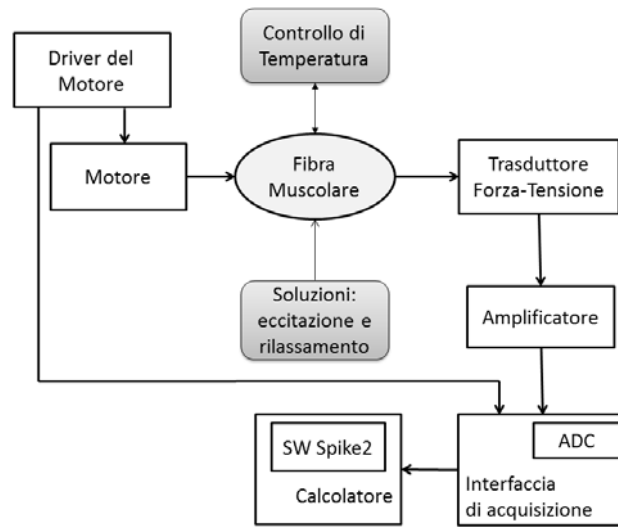 Controllo di
Temperatura
Driver del
Motore
Motore
Fibra
Muscolare
Trasduttore
Forza-Tensione
Soluzioni:
eccitazione e
rilassamento
Amplificatore
SW Spike2
Calcolatore
ADC
Interfaccia
di acquisizione